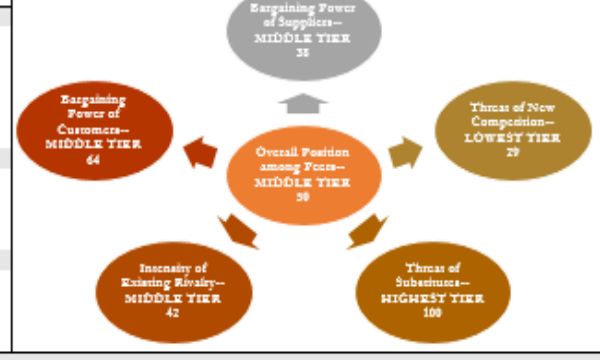 Bargaining Power
of Suppliers--
MIDDLE TIER
38
Bargaining
Power of
Customers--
MIDDLE TIER
64
Threat of New
Competition--
LOWEST TIER
29
Overall Position
among Peers--
MIDDLE TIER
50
Intensity of
Existing Rivalry--
MIDDLE TIER
42
Threat of
Substitutes--
HIGHEST TIER
100